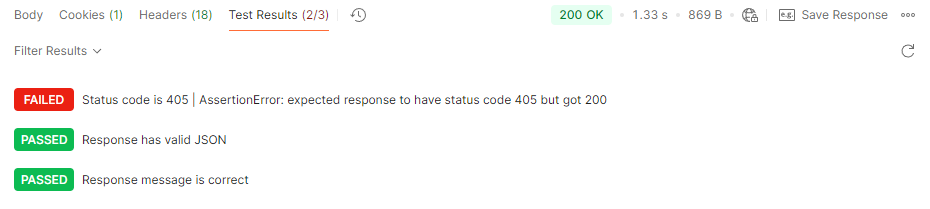 Body Cookies (1) Headers (18) Test Results (2/3) 200 OK 1.33 s 869 B e.g. Save Response
Filter Results
FAILED Status code is 405 | AssertionError: expected response to have status code 405 but got 200
PASSED Response has valid JSON
PASSED Response message is correct